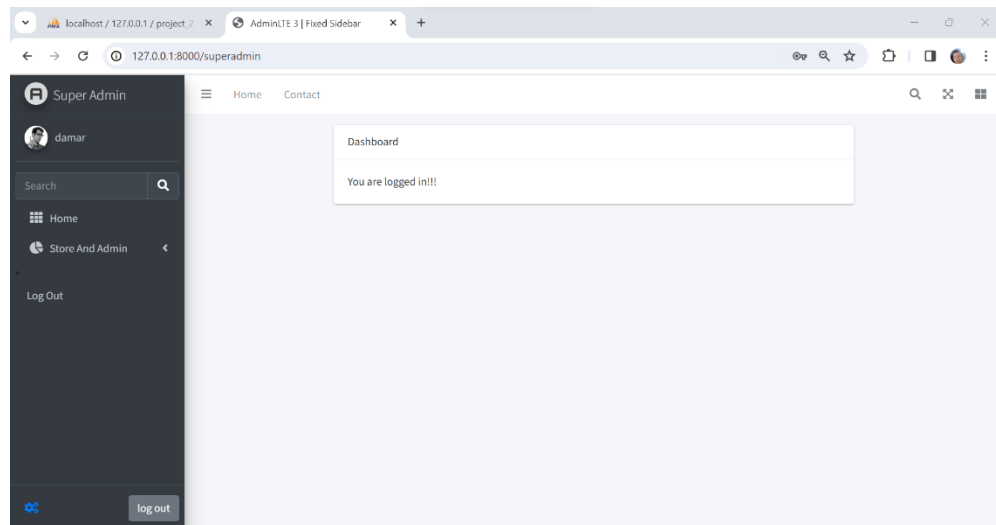 localhost / 127.0.0.1 / project_2
AdminLTE 3 | Fixed Sidebar
127.0.0.1:8000/superadmin
Super Admin
Home Contact
damar
Dashboard
You are logged in!!!
Search
Home
Store And Admin
Log Out
log out